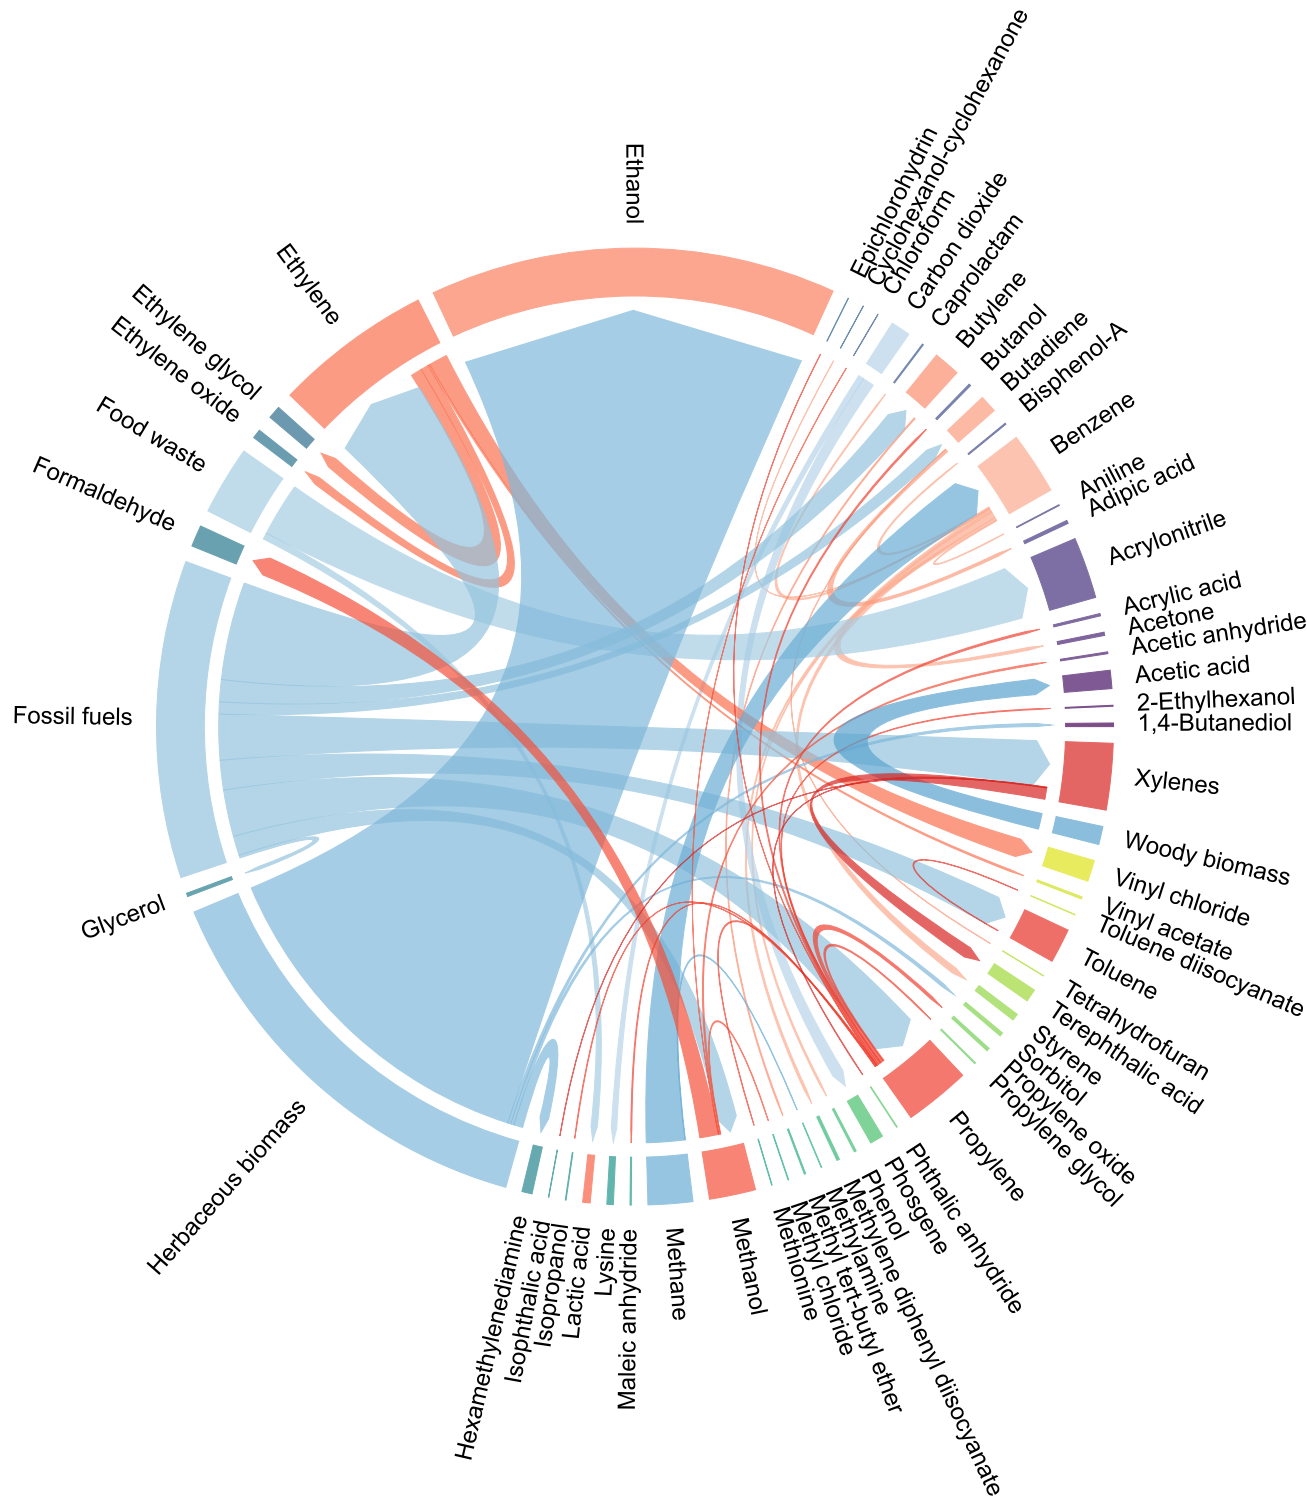 Ethanol
Epichlorohydrin
Cyclohexanol-cyclohexanone
Chloroform
Carbon dioxide
Caprolactam
Butylene
Butanol
Butadiene
Bisphenol-A
Benzene
Aniline
Adipic acid
Acrylonitrile
Acrylic acid
Acetone
Acetic anhydride
Acetic acid
2-Ethylhexanol
1,4-Butanediol
Xylenes
Woody biomass
Vinyl chloride
Vinyl acetate
Toluene diisocyanate
Toluene
Tetrahydrofuran
Terephthalic acid
Styrene
Sorbitol
Propylene oxide
Propylene glycol
Propylene
Phthalic anhydride
Phosgene
Phenol
Methylene diphenyl diisocyanate
Methylamine
Methyl tert-butyl ether
Methyl chloride
Methionine
Methanol
Methane
Maleic anhydride
Lysine
Lactic acid
Isopropanol
Isophthalic acid
Hexamethylenediamine
Herbaceous biomass
Glycerol
Fossil fuels
Formaldehyde
Food waste
Ethylene oxide
Ethylene glycol
Ethylene